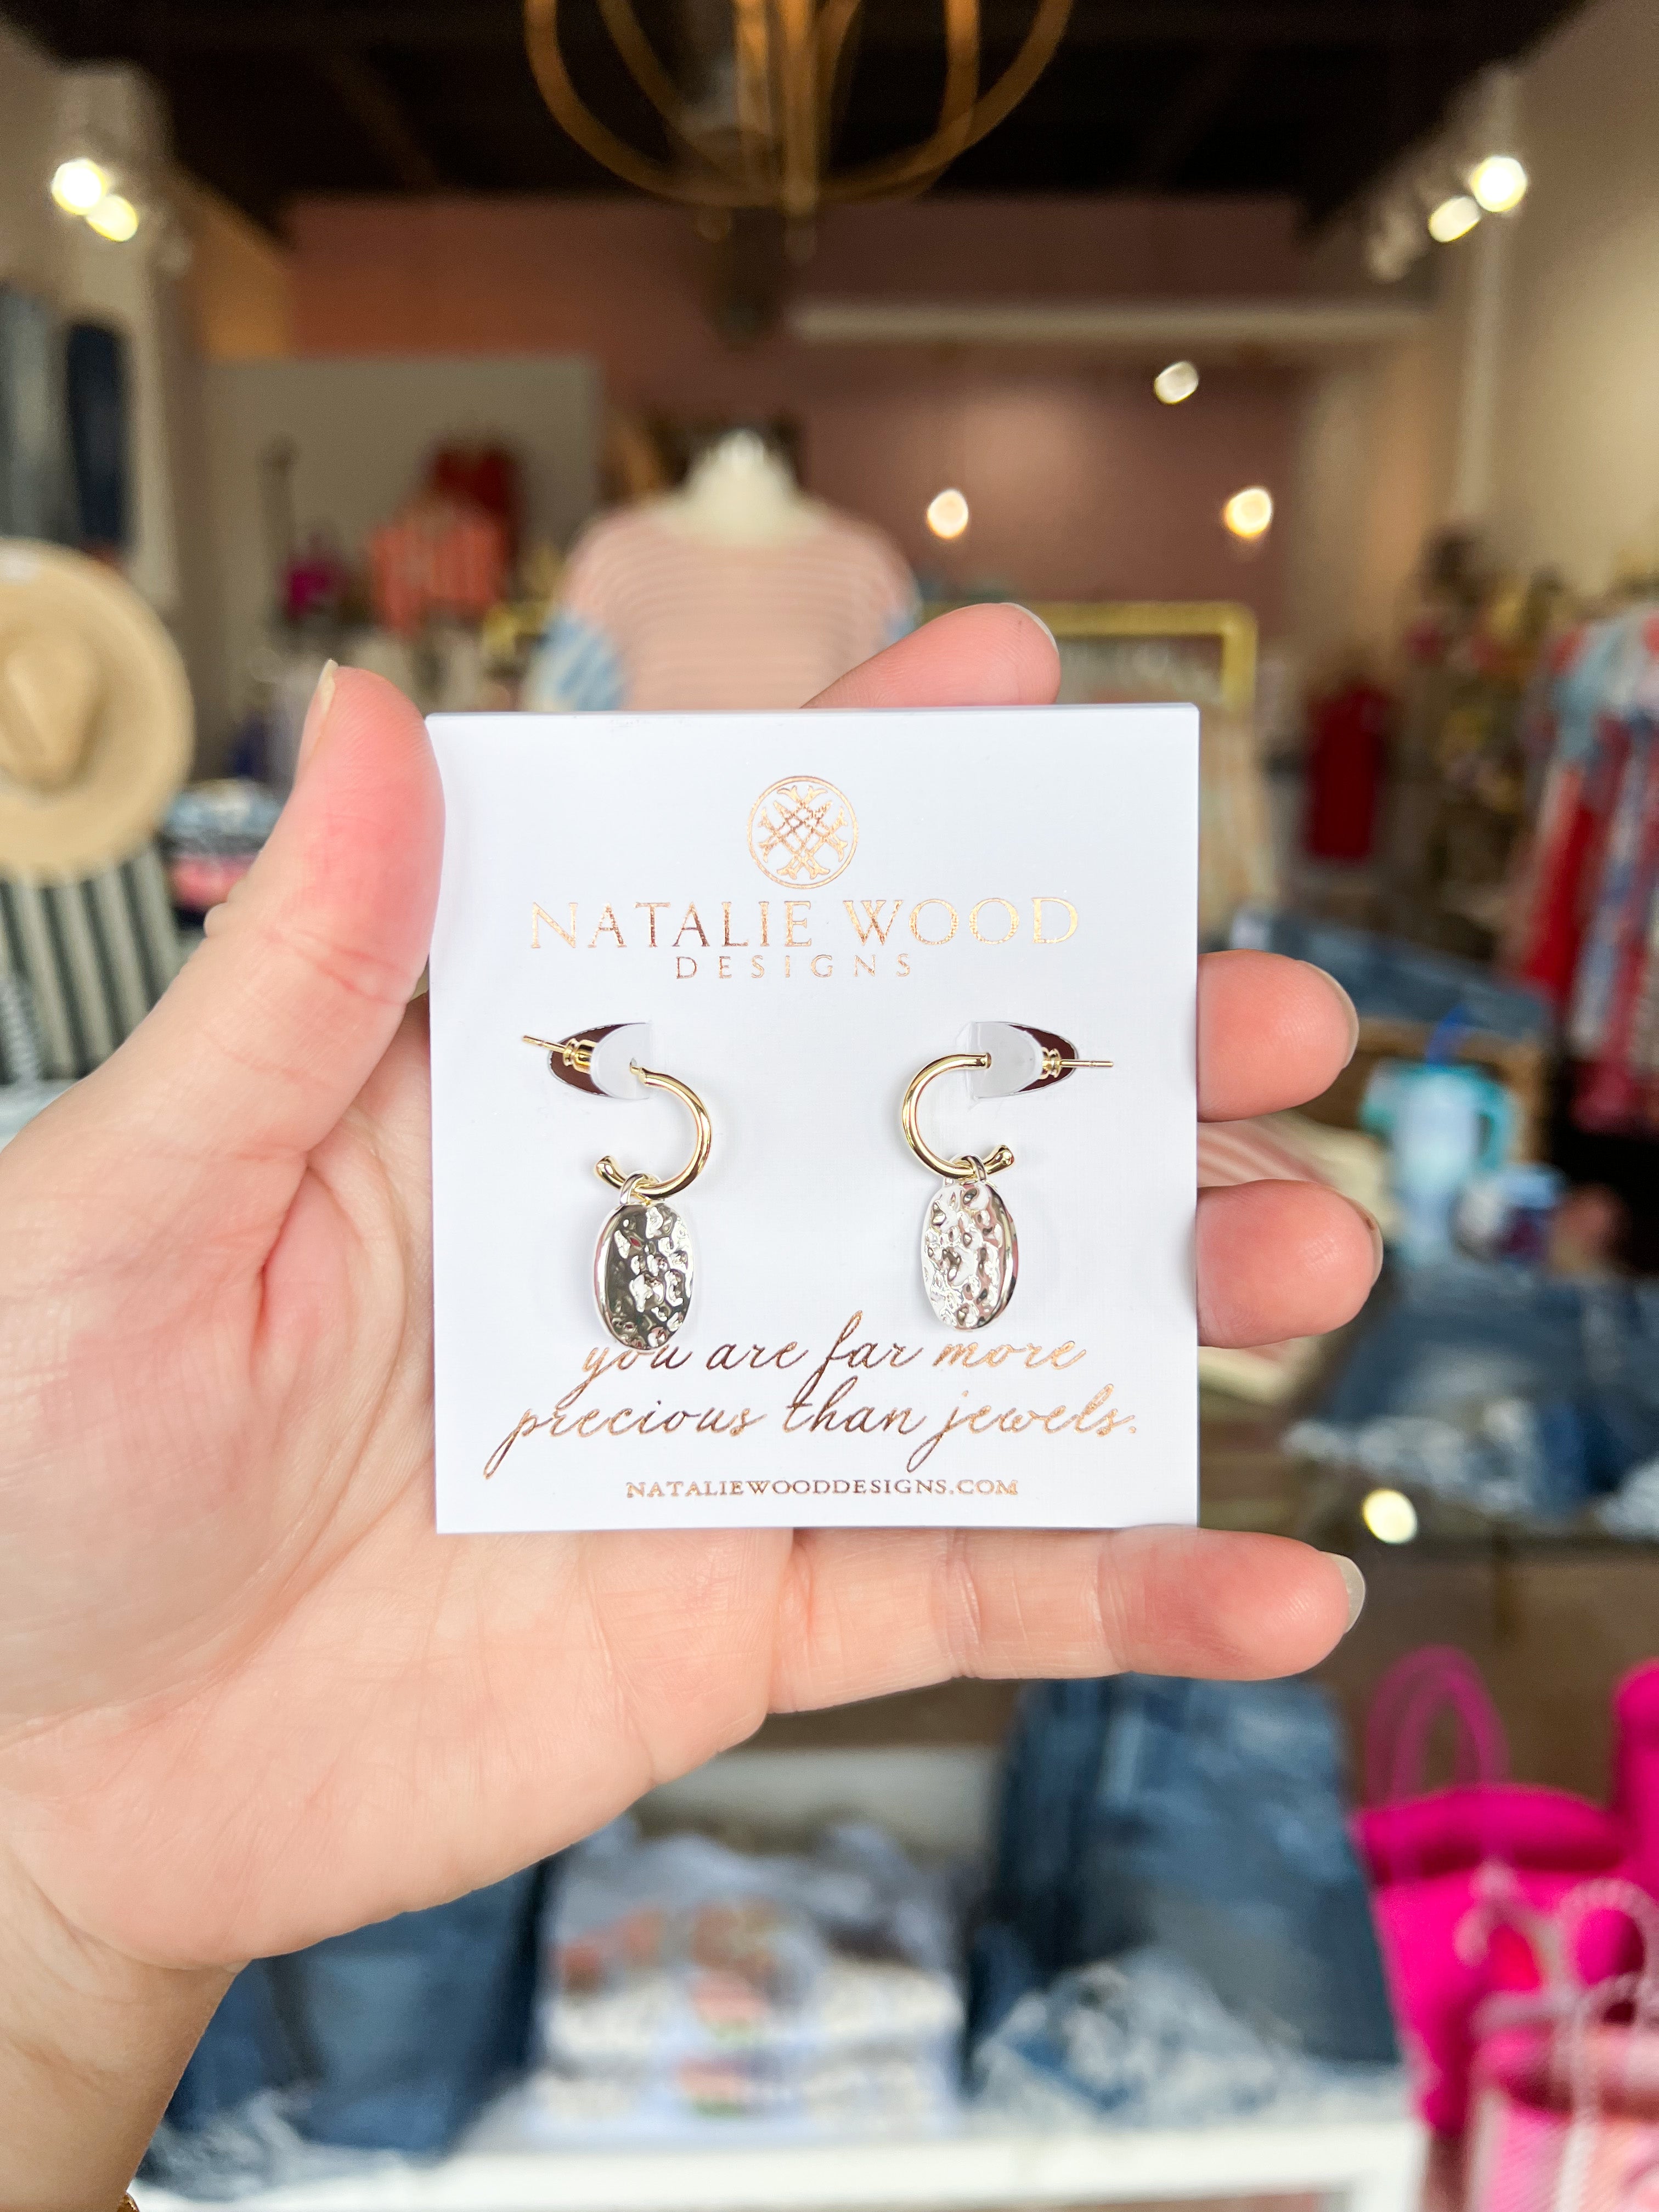 NATALIE WOOD
DESIGNS
you are far more
precious than jewels.
NATALIEWOODDESIGNS.COM